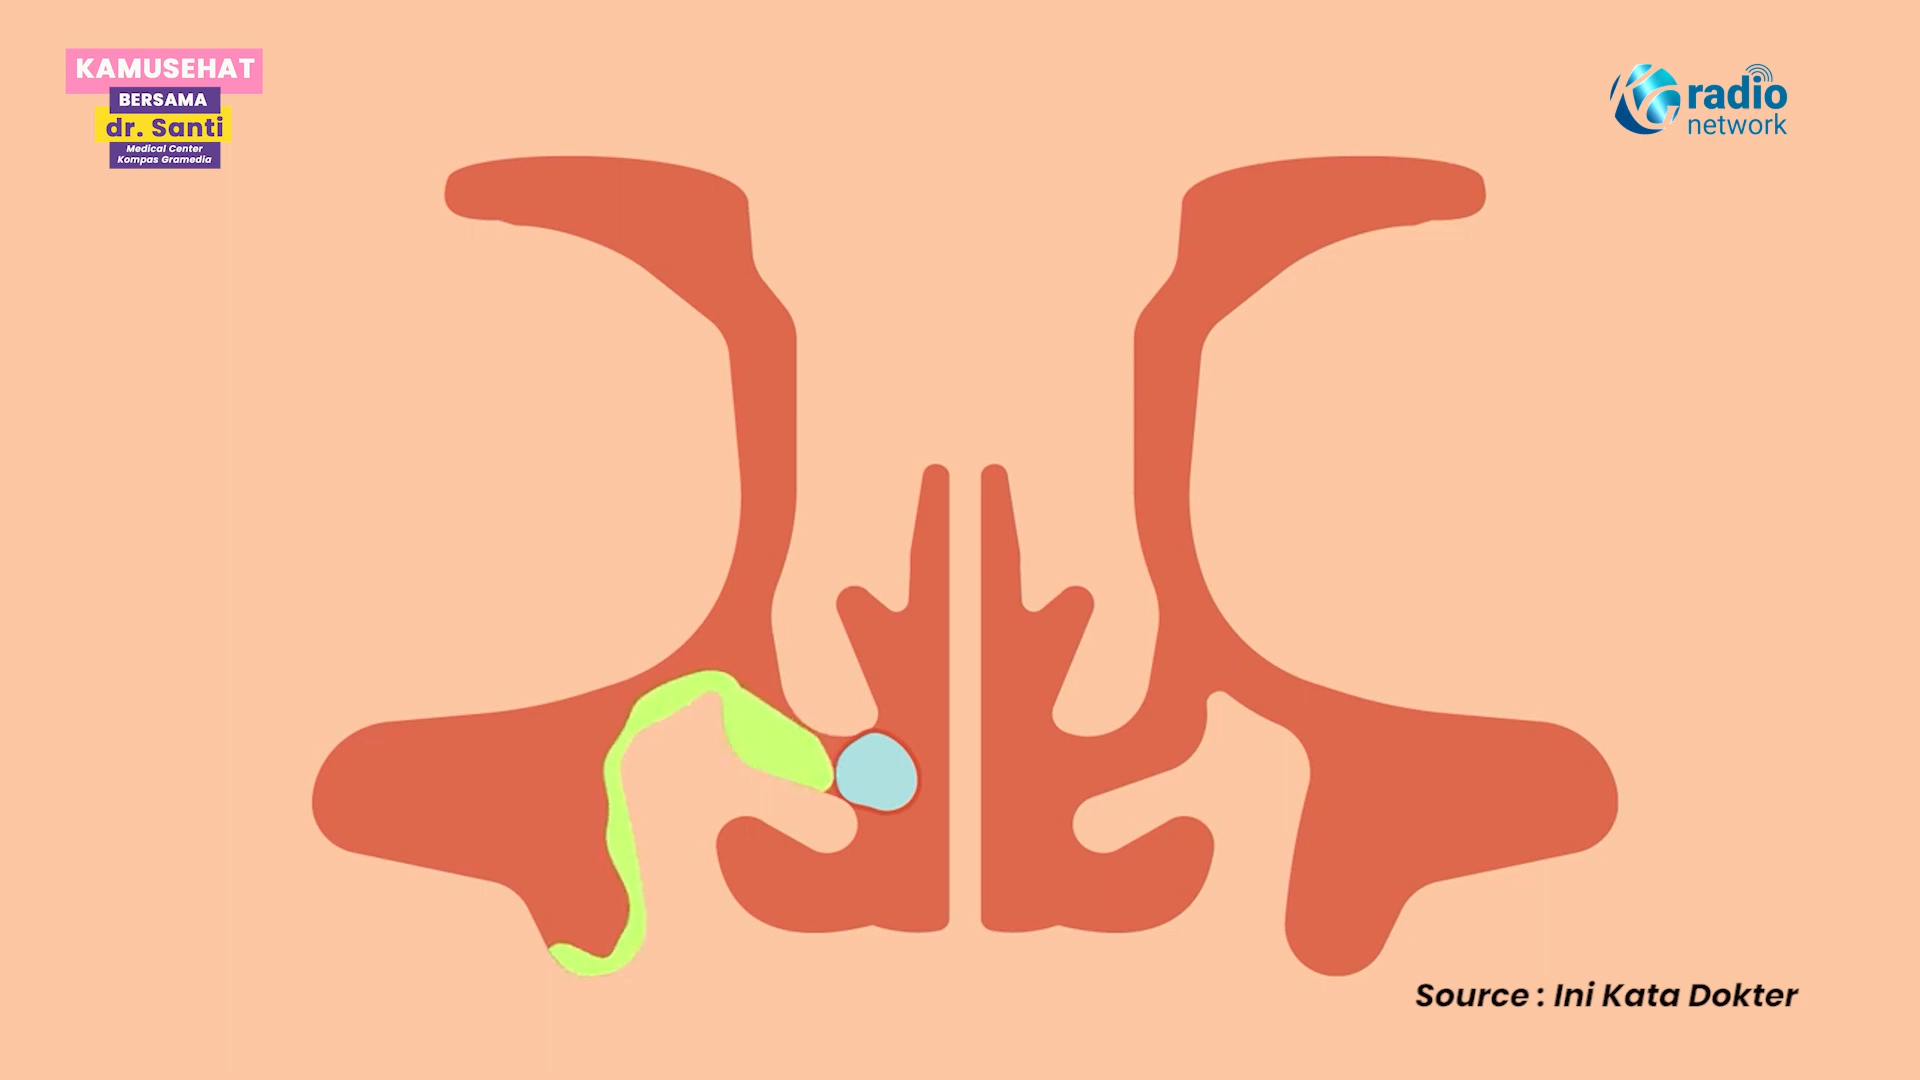 KAMUSEHAT
BERSAMA
dr. Santi
Medical Center
Kompas Gramedia
radio
network
Source : Ini Kata Dokter